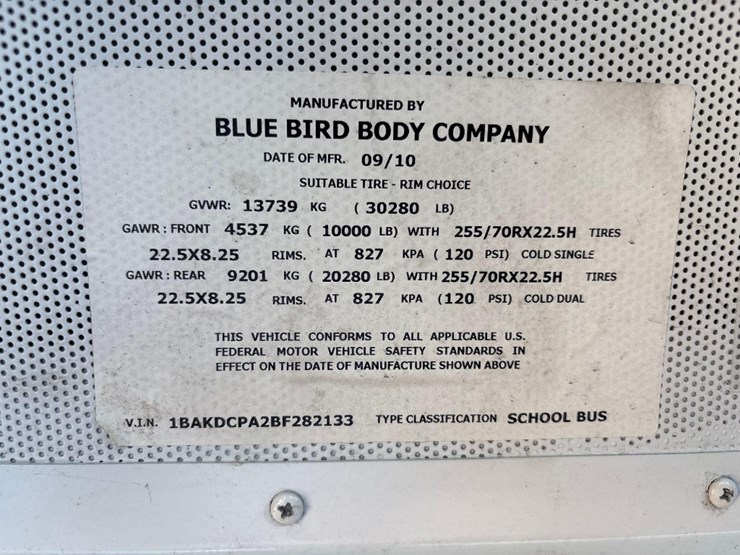 MANUFACTURED BY
BLUE BIRD BODY COMPANY
DATE OF MFR. 09/10
SUITABLE TIRE - RIM CHOICE
GVWR: 13739 KG ( 30280 LB)
GAWR : FRONT 4537 KG ( 10000 LB) WITH 255/70RX22.5H TIRES
22.5X8.25 RIMS. AT 827 KPA ( 120 PSI) COLD SINGLE
GAWR : REAR 9201 KG ( 20280 LB) WITH 255/70RX22.5H TIRES
22.5X8.25 RIMS. AT 827 KPA (120 PSI) COLD DUAL
THIS VEHICLE CONFORMS TO ALL APPLICABLE U.S.
FEDERAL MOTOR VEHICLE SAFETY STANDARDS IN
EFFECT ON THE DATE OF MANUFACTURE SHOWN ABOVE
V.I.N. 1BAKDCPA2BF282133 TYPE CLASSIFICATION SCHOOL BUS